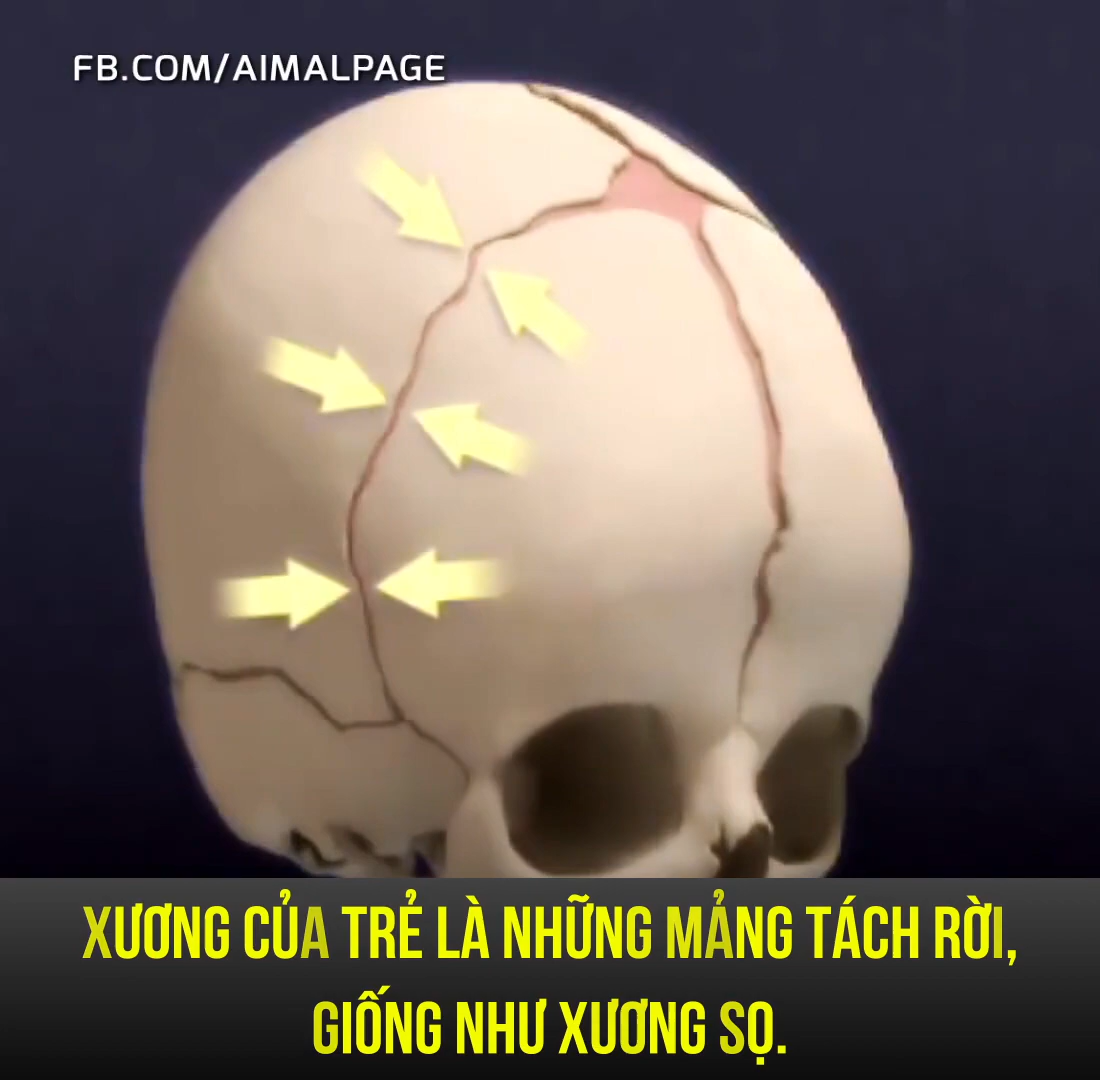 FB.COM/AIMALPAGE
XƯƠNG CỦA TRẺ LÀ NHỮNG MẢNG TÁCH RỜI,
GIỐNG NHƯ XƯƠNG SỌ.